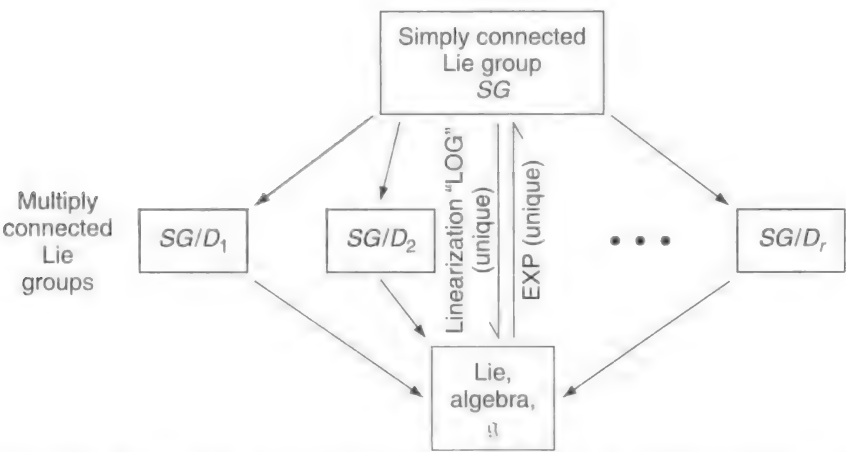 Simply connected
Lie group
SG
Linearization "LOG"
(unique)
EXP (unique)
Multiply
connected
Lie
groups
SG/D₁
SG/D₂
• • •
SG/Dᵣ
Lie,
algebra,
𝔤